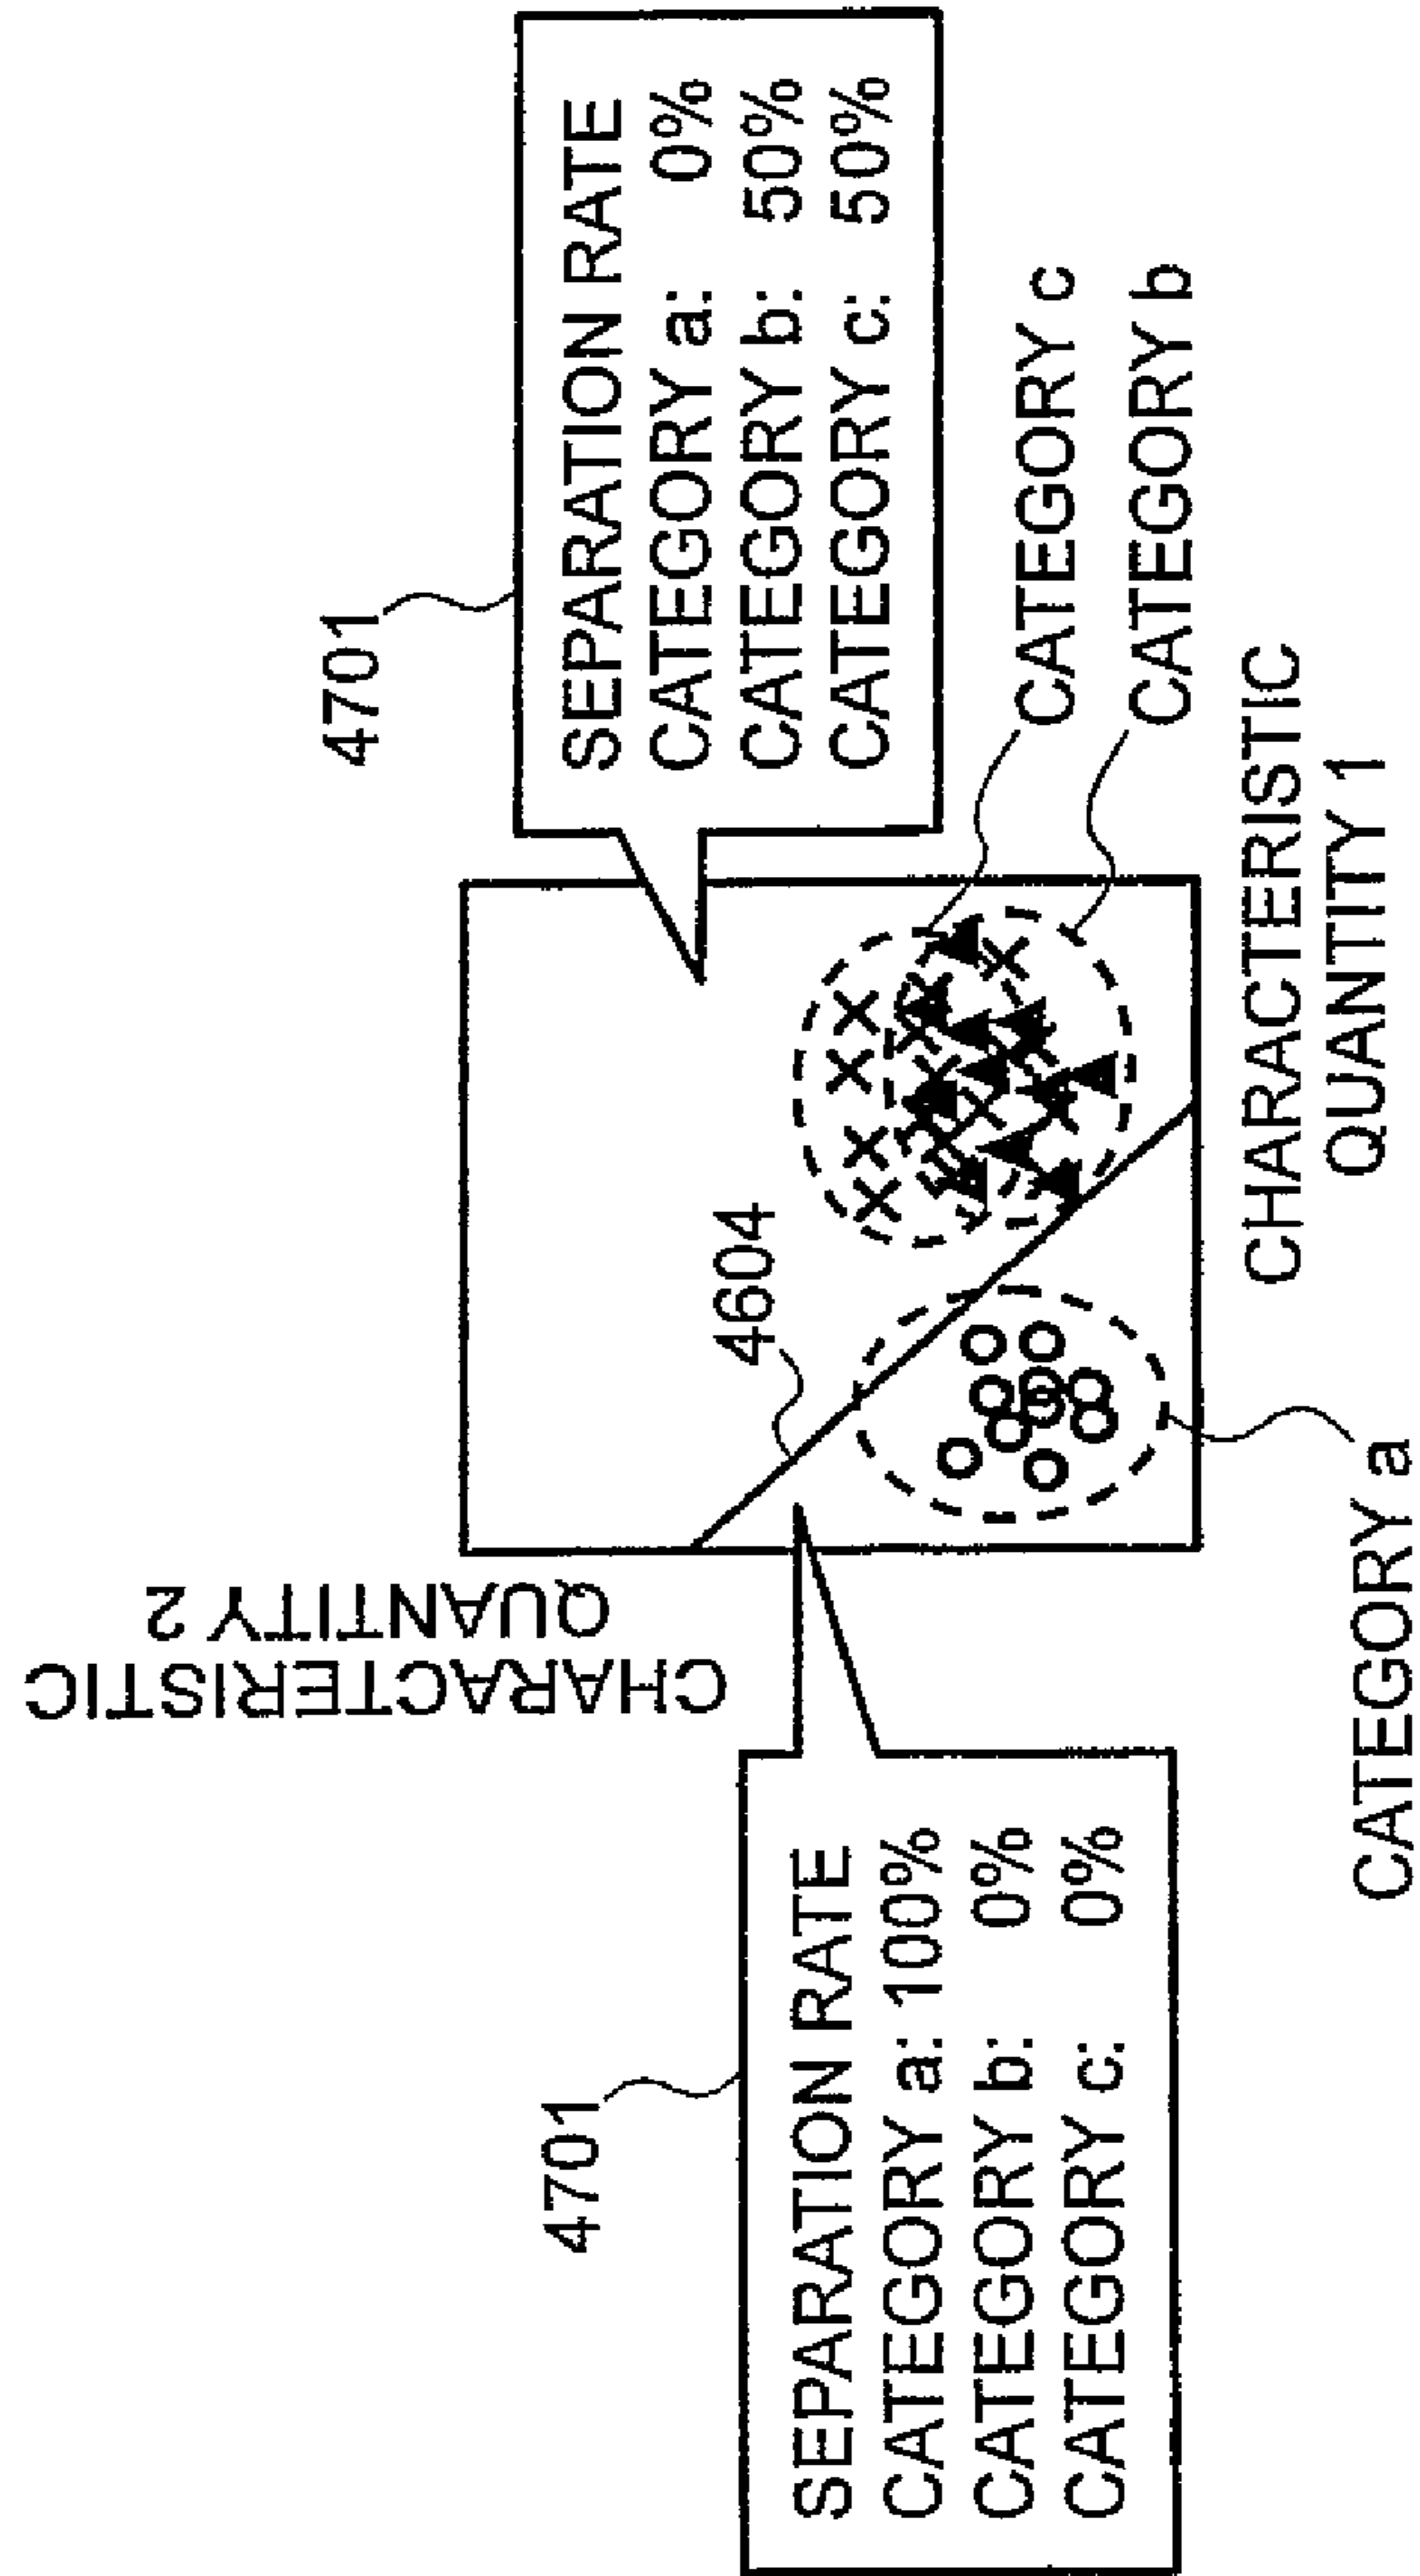 CHARACTERISTIC
QUANTITY 2
4701
SEPARATION RATE
CATEGORY a: 0%
CATEGORY b: 50%
CATEGORY c: 50%
4604
4701
SEPARATION RATE
CATEGORY a: 100%
CATEGORY b: 0%
CATEGORY c: 0%
CATEGORY c
CATEGORY b
CHARACTERISTIC
QUANTITY 1
CATEGORY a